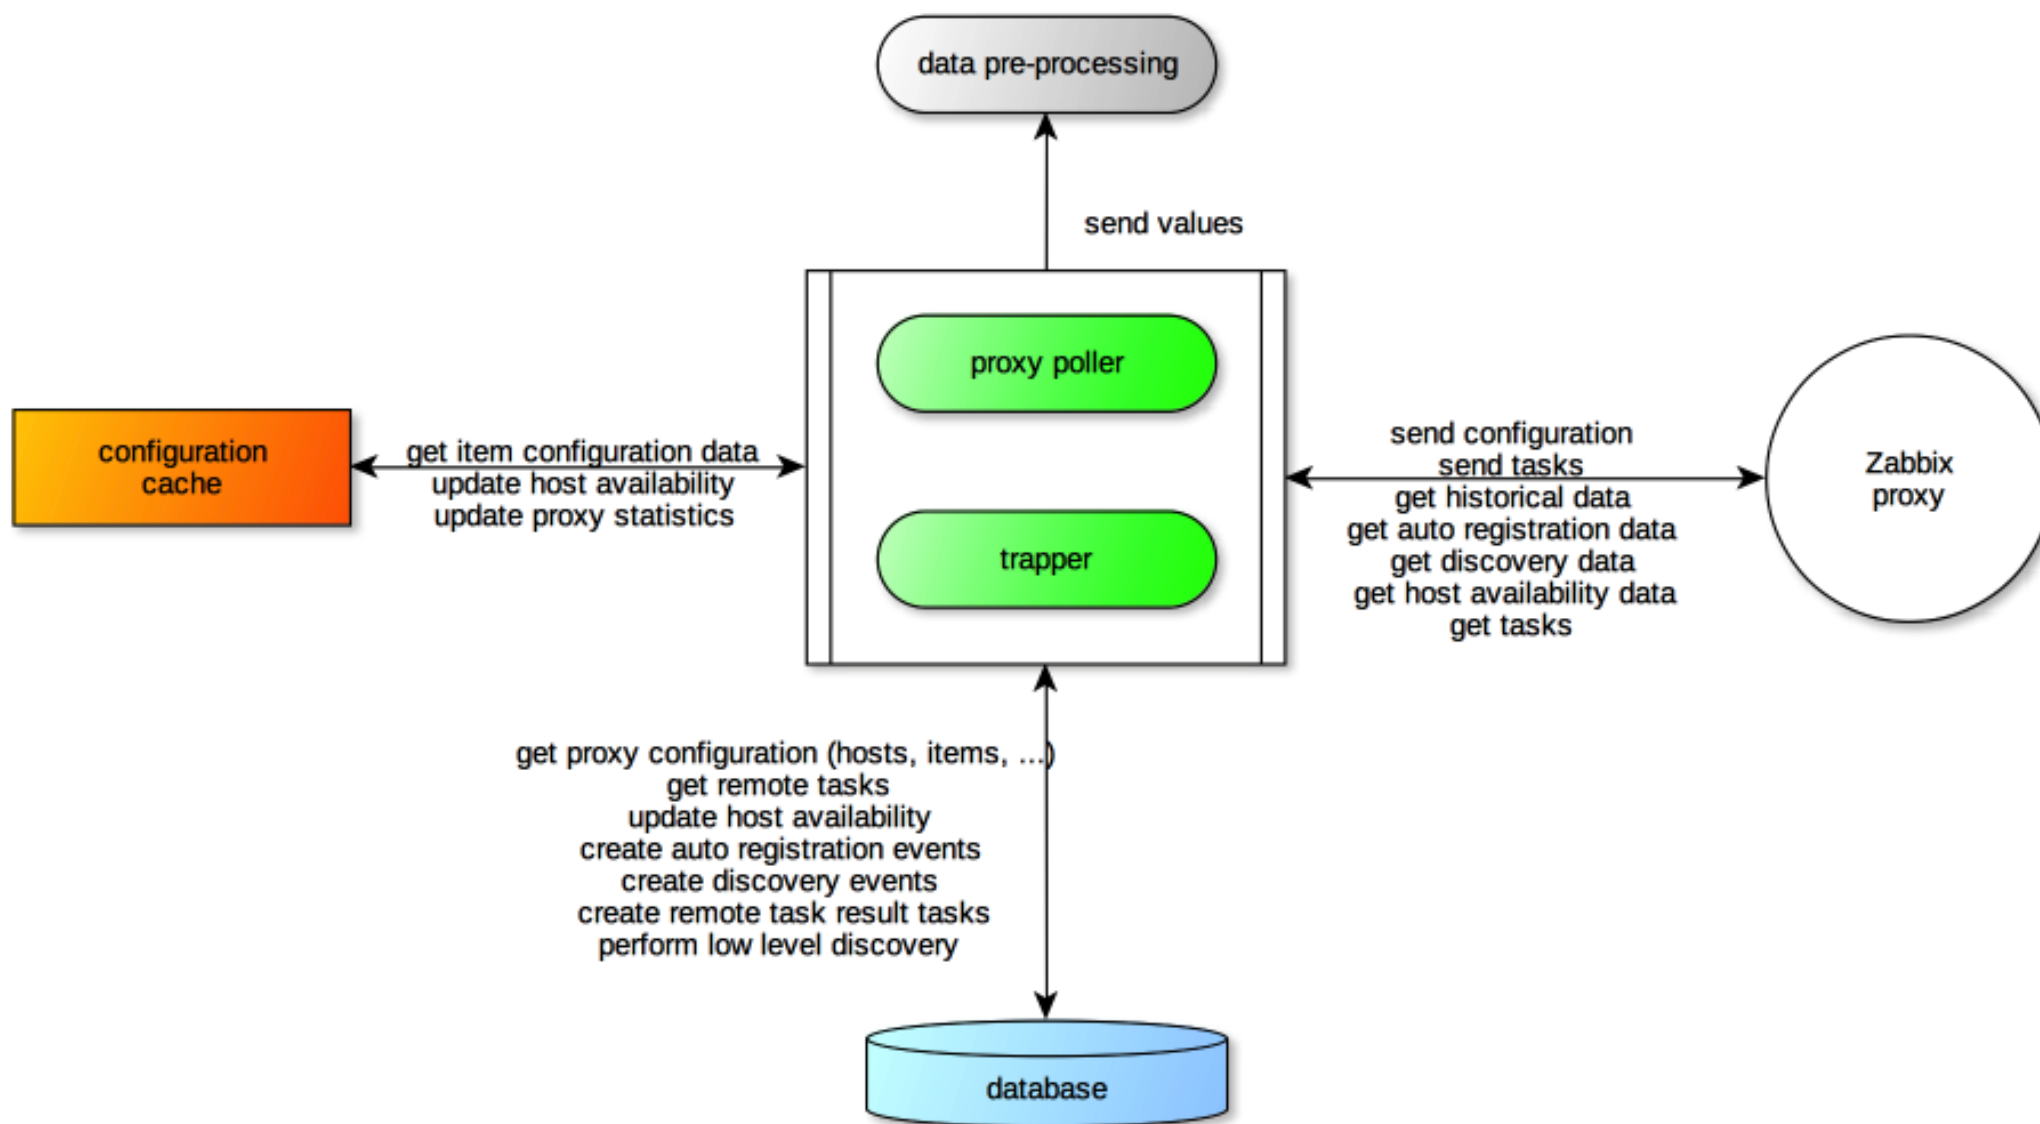 data pre-processing
send values
proxy poller
configuration
cache
get item configuration data
update host availability
update proxy statistics
trapper
send configuration
send tasks
get historical data
get auto registration data
get discovery data
get host availability data
get tasks
Zabbix
proxy
get proxy configuration (hosts, items, ...)
get remote tasks
update host availability
create auto registration events
create discovery events
create remote task result tasks
perform low level discovery
database